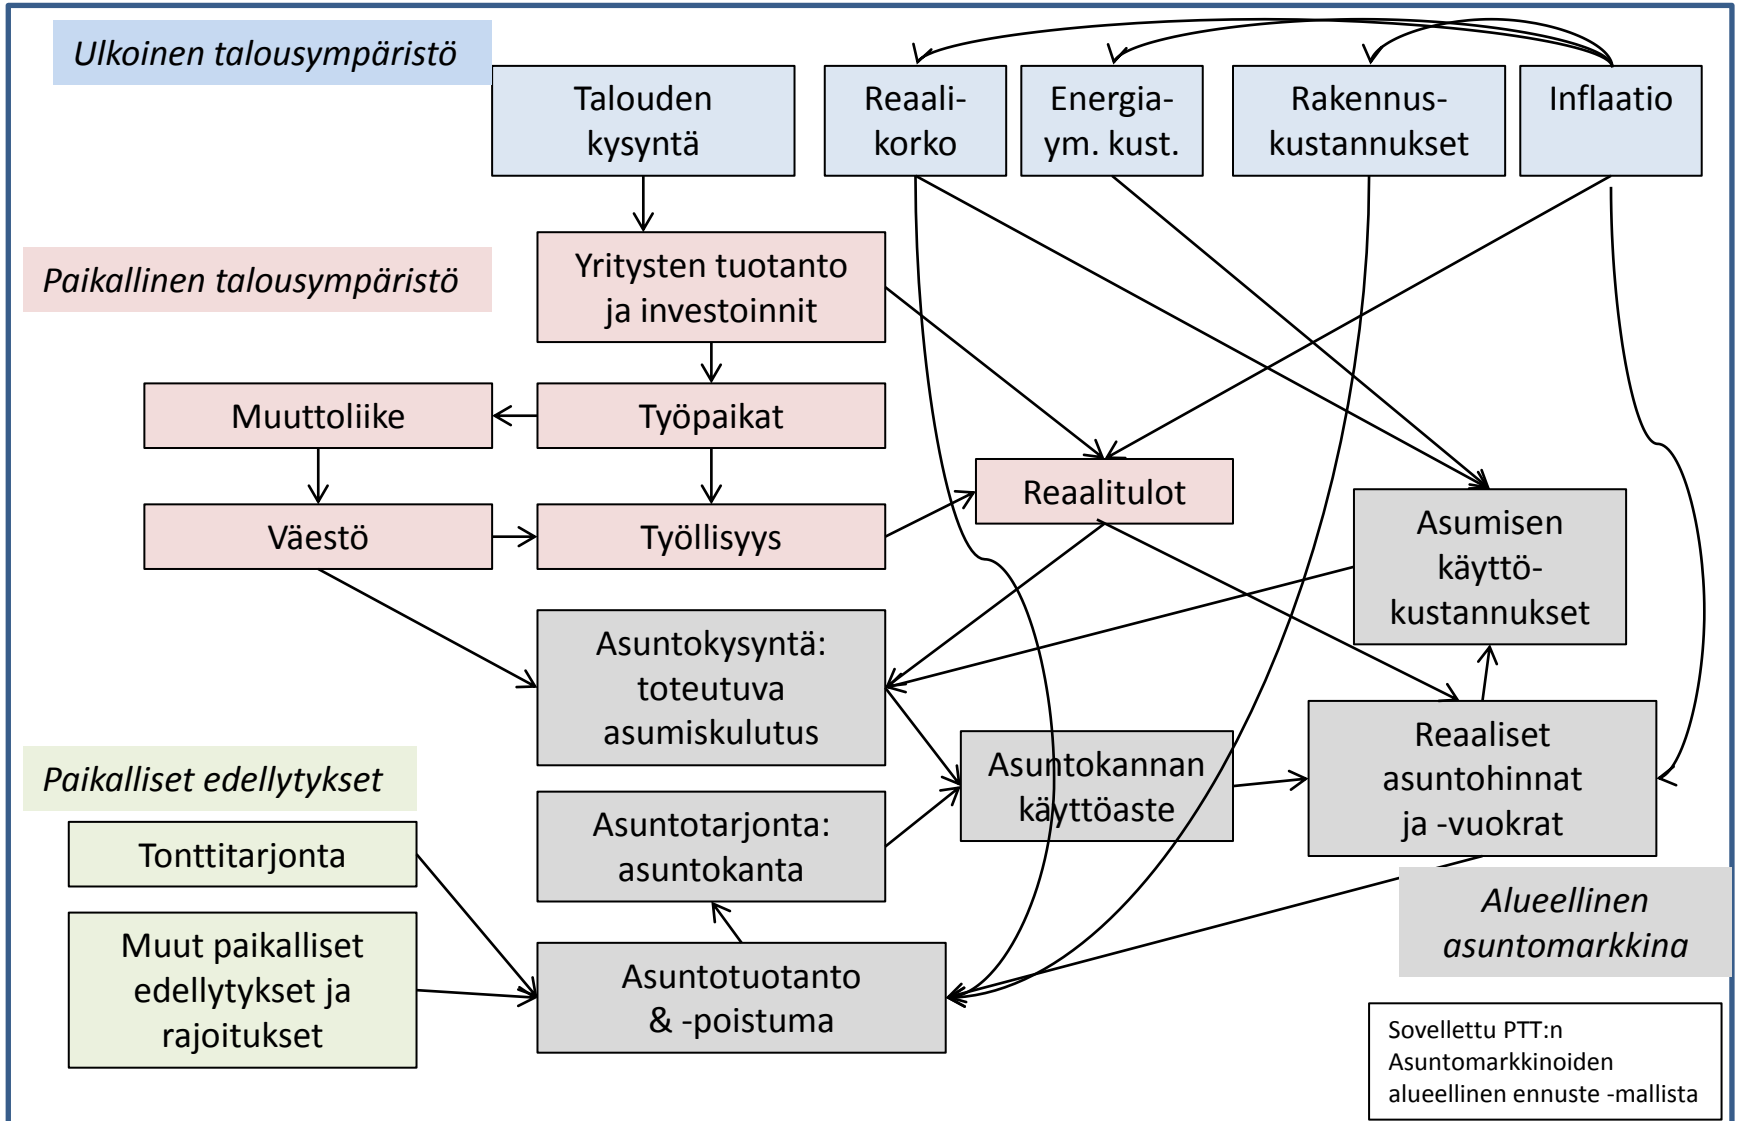 Ulkoinen talousympäristö
Talouden
kysyntä
Reaali-
korko
Energia-
ym. kust.
Rakennus-
kustannukset
Inflaatio
Paikallinen talousympäristö
Yritysten tuotanto
ja investoinnit
Muuttoliike
Työpaikat
Väestö
Työllisyys
Reaalitulot
Asumisen
käyttö-
kustannukset
Asuntokysyntä:
toteutuva
asumiskulutus
Paikalliset edellytykset
Asuntokannan
käyttöaste
Reaaliset
asuntohinnat
ja -vuokrat
Asuntotarjonta:
asuntokanta
Tonttitarjonta
Muut paikalliset
edellytykset ja
rajoitukset
Asuntotuotanto
& -poistuma
Alueellinen
asuntomarkkina
Sovellettu PTT:n
Asuntomarkkinoiden
alueellinen ennuste -mallista